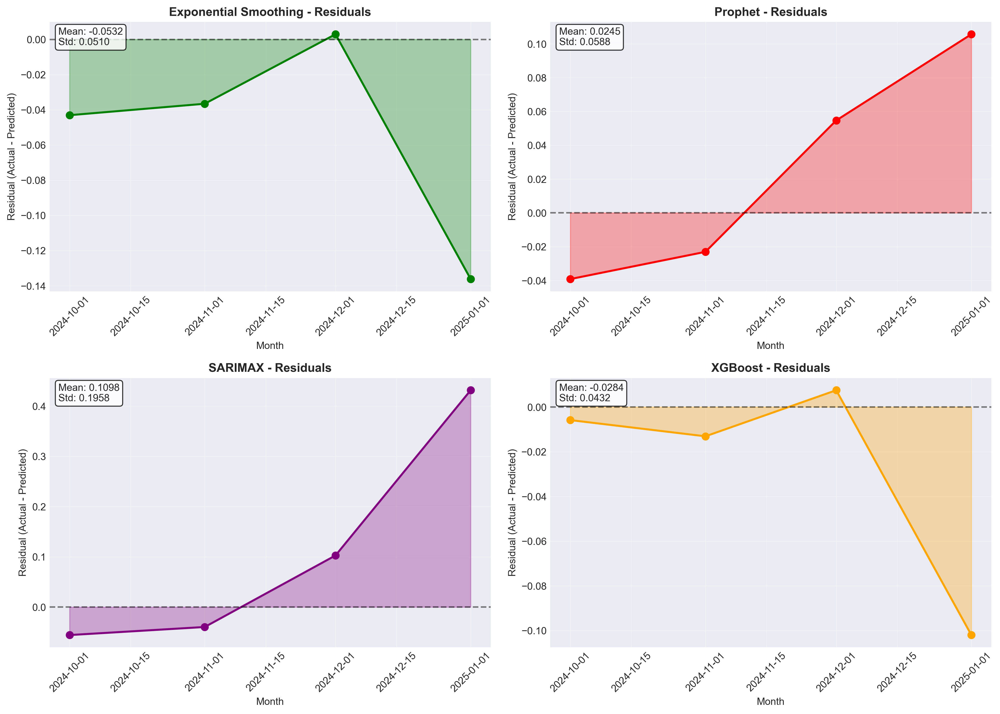 Exponential Smoothing - Residuals
Mean: -0.0532
Std: 0.0510
0.00
−0.02
−0.04
−0.06
−0.08
−0.10
−0.12
−0.14
Residual (Actual - Predicted)
2024-10-01
2024-10-15
2024-11-01
2024-11-15
2024-12-01
2024-12-15
2025-01-01
Month
Prophet - Residuals
Mean: 0.0245
Std: 0.0588
0.10
0.08
0.06
0.04
0.02
0.00
−0.02
−0.04
Residual (Actual - Predicted)
2024-10-01
2024-10-15
2024-11-01
2024-11-15
2024-12-01
2024-12-15
2025-01-01
Month
SARIMAX - Residuals
Mean: 0.1098
Std: 0.1958
0.4
0.3
0.2
0.1
0.0
Residual (Actual - Predicted)
2024-10-01
2024-10-15
2024-11-01
2024-11-15
2024-12-01
2024-12-15
2025-01-01
Month
XGBoost - Residuals
Mean: -0.0284
Std: 0.0432
0.00
−0.02
−0.04
−0.06
−0.08
−0.10
Residual (Actual - Predicted)
2024-10-01
2024-10-15
2024-11-01
2024-11-15
2024-12-01
2024-12-15
2025-01-01
Month